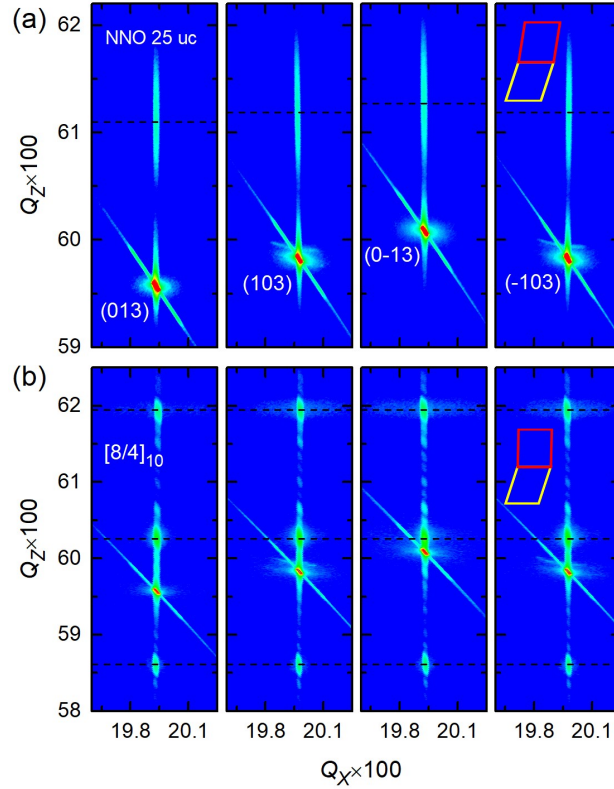 (a)
NNO 25 uc
62
61
60
59
Q_Z×100
(013)
(103)
(0-13)
(-103)
(b)
[8/4]₁₀
62
61
60
59
58
Q_Z×100
19.8 20.1 19.8 20.1 19.8 20.1 19.8 20.1
Q_X×100